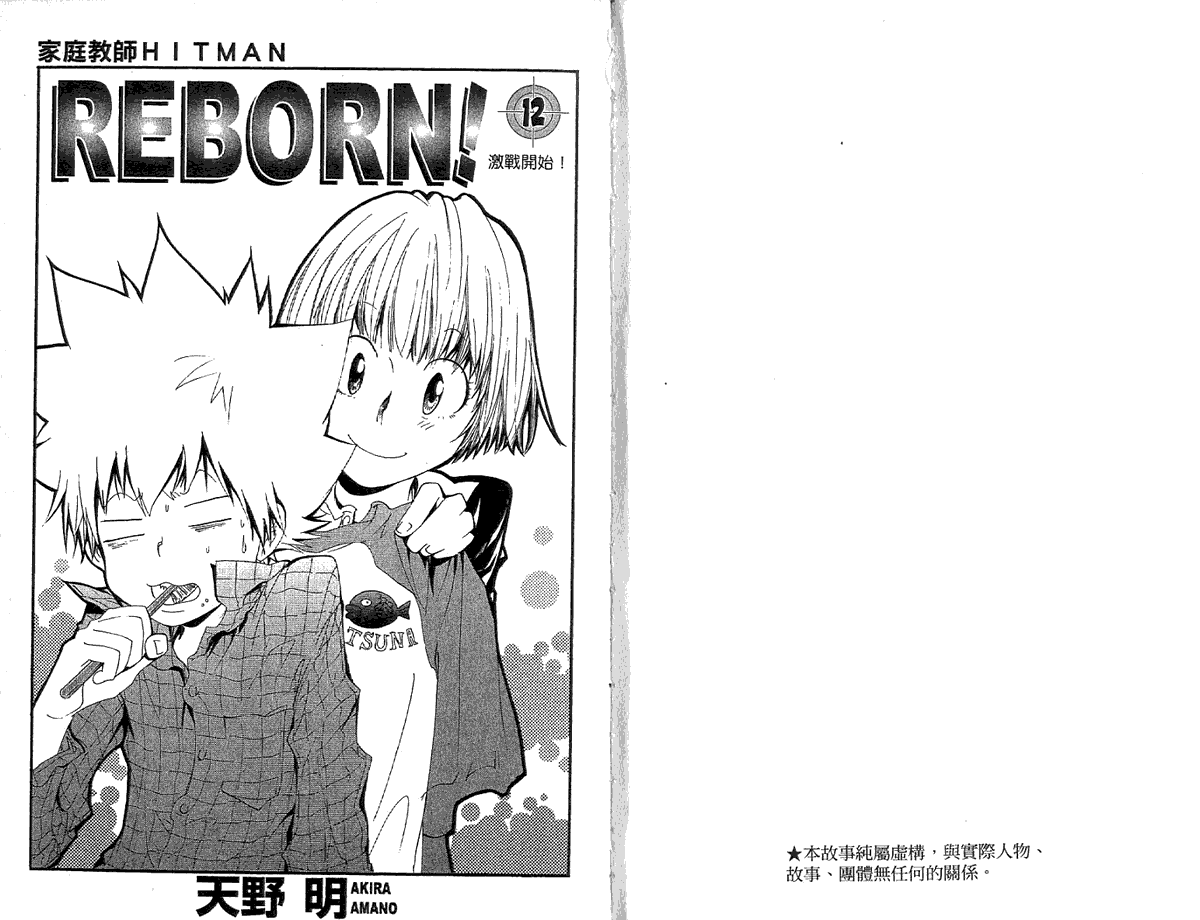 家庭教師HITMAN
REBORN!
12
激戰開始！
TSUNA
天野 明
AKIRA
AMANO
★本故事純屬虛構，與實際人物、
故事、團體無任何的關係。